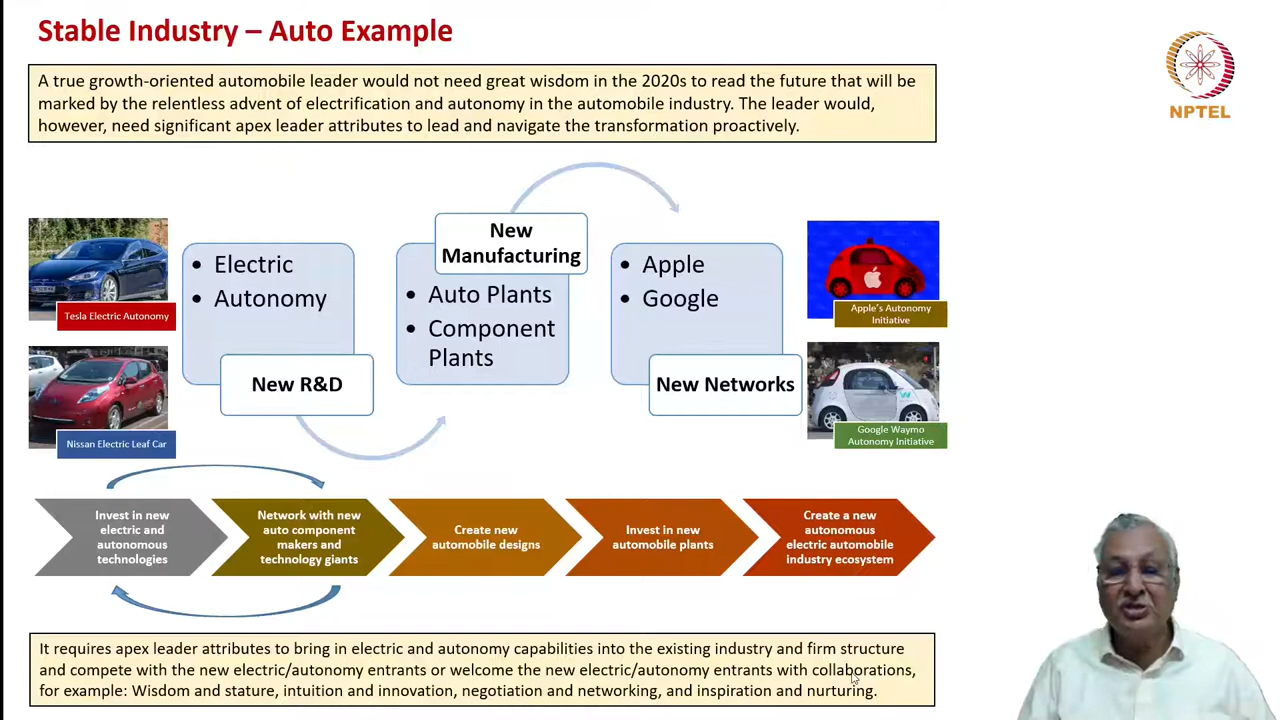 Stable Industry – Auto Example
NPTEL
A true growth-oriented automobile leader would not need great wisdom in the 2020s to read the future that will be
marked by the relentless advent of electrification and autonomy in the automobile industry. The leader would,
however, need significant apex leader attributes to lead and navigate the transformation proactively.
Tesla Electric Autonomy
Nissan Electric Leaf Car
• Electric
• Autonomy
New R&D
New
Manufacturing
• Auto Plants
• Component
Plants
• Apple
• Google
New Networks
Apple's Autonomy
Initiative
Google Waymo
Autonomy Initiative
Invest in new
electric and
autonomous
technologies
Network with new
auto component
makers and
technology giants
Create new
automobile designs
Invest in new
automobile plants
Create a new
autonomous
electric automobile
industry ecosystem
It requires apex leader attributes to bring in electric and autonomy capabilities into the existing industry and firm structure
and compete with the new electric/autonomy entrants or welcome the new electric/autonomy entrants with collaborations,
for example: Wisdom and stature, intuition and innovation, negotiation and networking, and inspiration and nurturing.